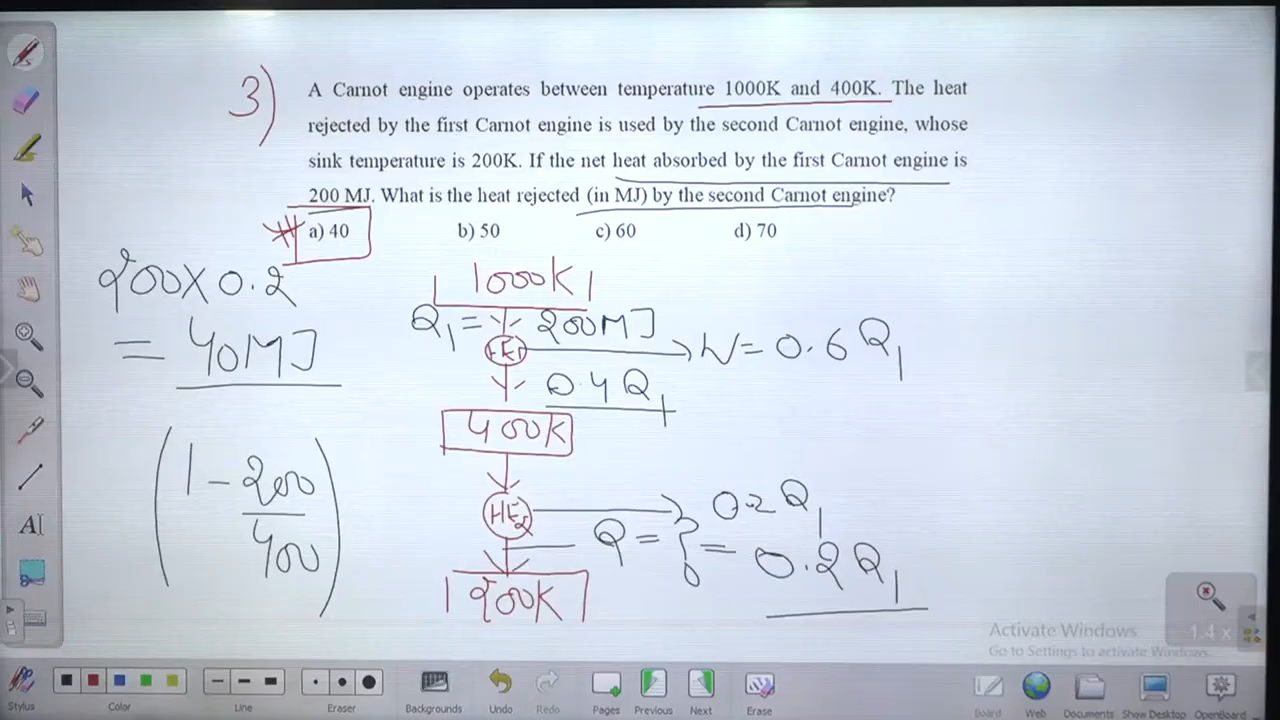 3)
A Carnot engine operates between temperature 1000K and 400K. The heat
rejected by the first Carnot engine is used by the second Carnot engine, whose
sink temperature is 200K. If the net heat absorbed by the first Carnot engine is
200 MJ. What is the heat rejected (in MJ) by the second Carnot engine?
a) 40 b) 50 c) 60 d) 70
200 X 0.2
= 40MJ
(1 - 200/400)
1000K
Q1 = 200MJ
HE1 W = 0.6 Q1
0.4 Q1
400K
HE2 0.2 Q1
Q = ? = 0.2 Q1
200K
AI
Activate Windows
Go to Settings to activate Windows.
1.4 x
Stylus Color Line Eraser Backgrounds Undo Redo Pages Previous Next Erase Board Web Documents Show Desktop OpenBoard